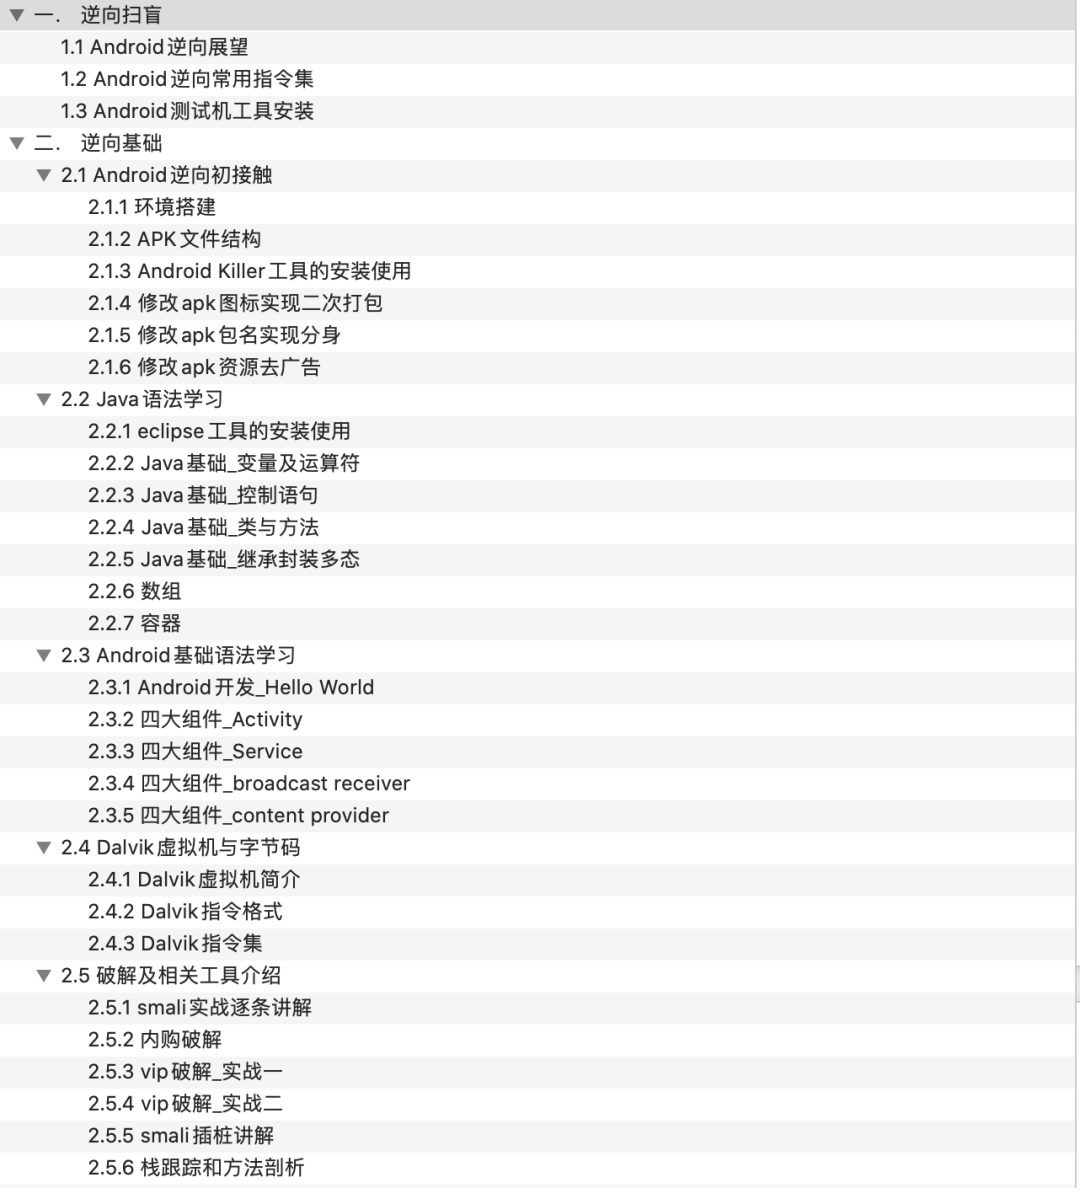 一. 逆向扫盲
1.1 Android逆向展望
1.2 Android逆向常用指令集
1.3 Android测试机工具安装
二. 逆向基础
2.1 Android逆向初接触
2.1.1 环境搭建
2.1.2 APK文件结构
2.1.3 Android Killer工具的安装使用
2.1.4 修改apk图标实现二次打包
2.1.5 修改apk包名实现分身
2.1.6 修改apk资源去广告
2.2 Java语法学习
2.2.1 eclipse工具的安装使用
2.2.2 Java基础_变量及运算符
2.2.3 Java基础_控制语句
2.2.4 Java基础_类与方法
2.2.5 Java基础_继承封装多态
2.2.6 数组
2.2.7 容器
2.3 Android基础语法学习
2.3.1 Android开发_Hello World
2.3.2 四大组件_Activity
2.3.3 四大组件_Service
2.3.4 四大组件_broadcast receiver
2.3.5 四大组件_content provider
2.4 Dalvik虚拟机与字节码
2.4.1 Dalvik虚拟机简介
2.4.2 Dalvik指令格式
2.4.3 Dalvik指令集
2.5 破解及相关工具介绍
2.5.1 smali实战逐条讲解
2.5.2 内购破解
2.5.3 vip破解_实战一
2.5.4 vip破解_实战二
2.5.5 smali插桩讲解
2.5.6 栈跟踪和方法剖析